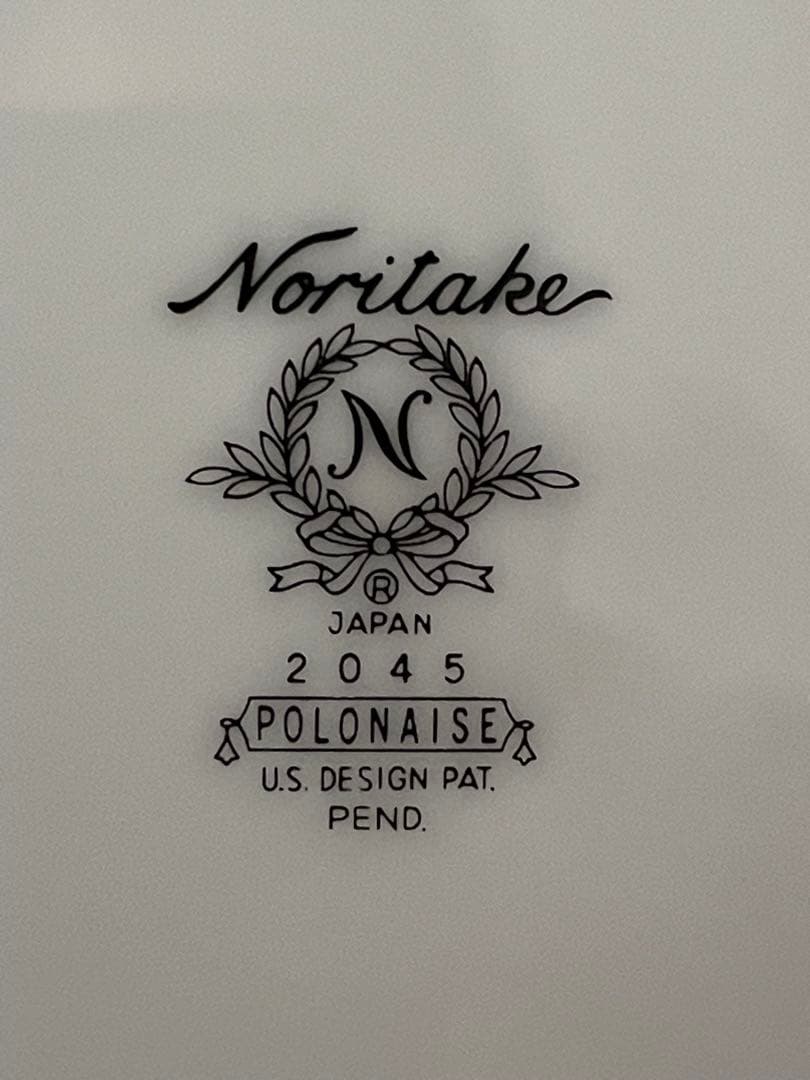 Noritake
N
®
JAPAN
2045
POLONAISE
U.S. DESIGN PAT.
PEND.